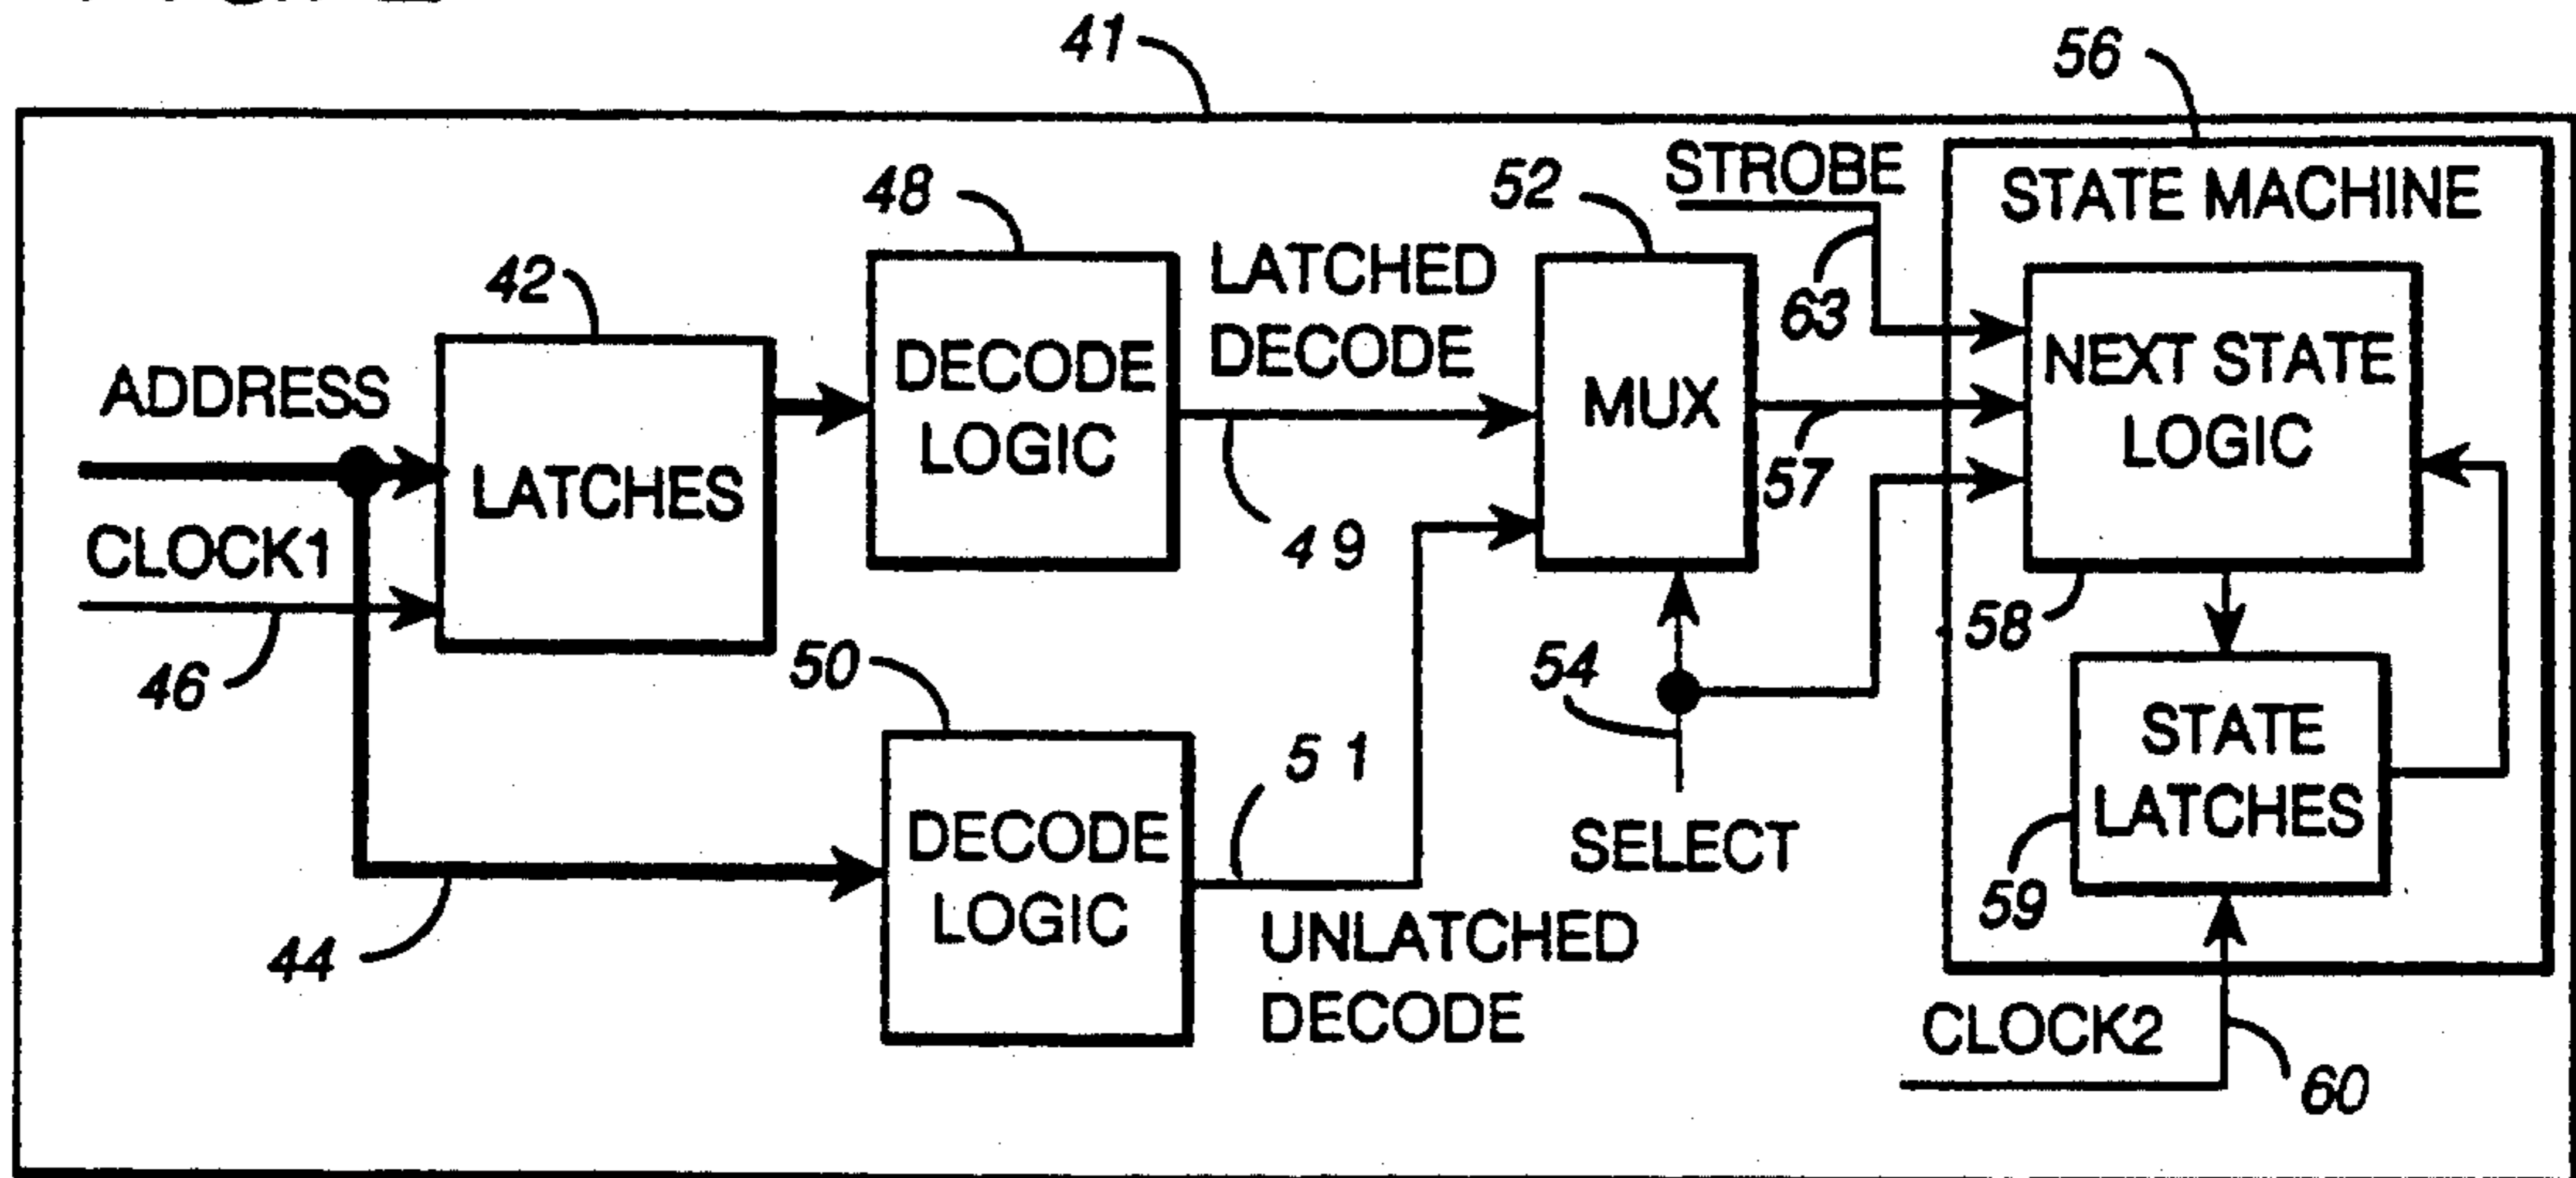 41
56
STROBE
STATE MACHINE
48
52
LATCHED
DECODE
63
42
DECODE
LOGIC
MUX
NEXT STATE
LOGIC
ADDRESS
LATCHES
57
CLOCK1
49
58
46
50
54
51
STATE
LATCHES
DECODE
LOGIC
SELECT
59
44
UNLATCHED
DECODE
CLOCK2
60